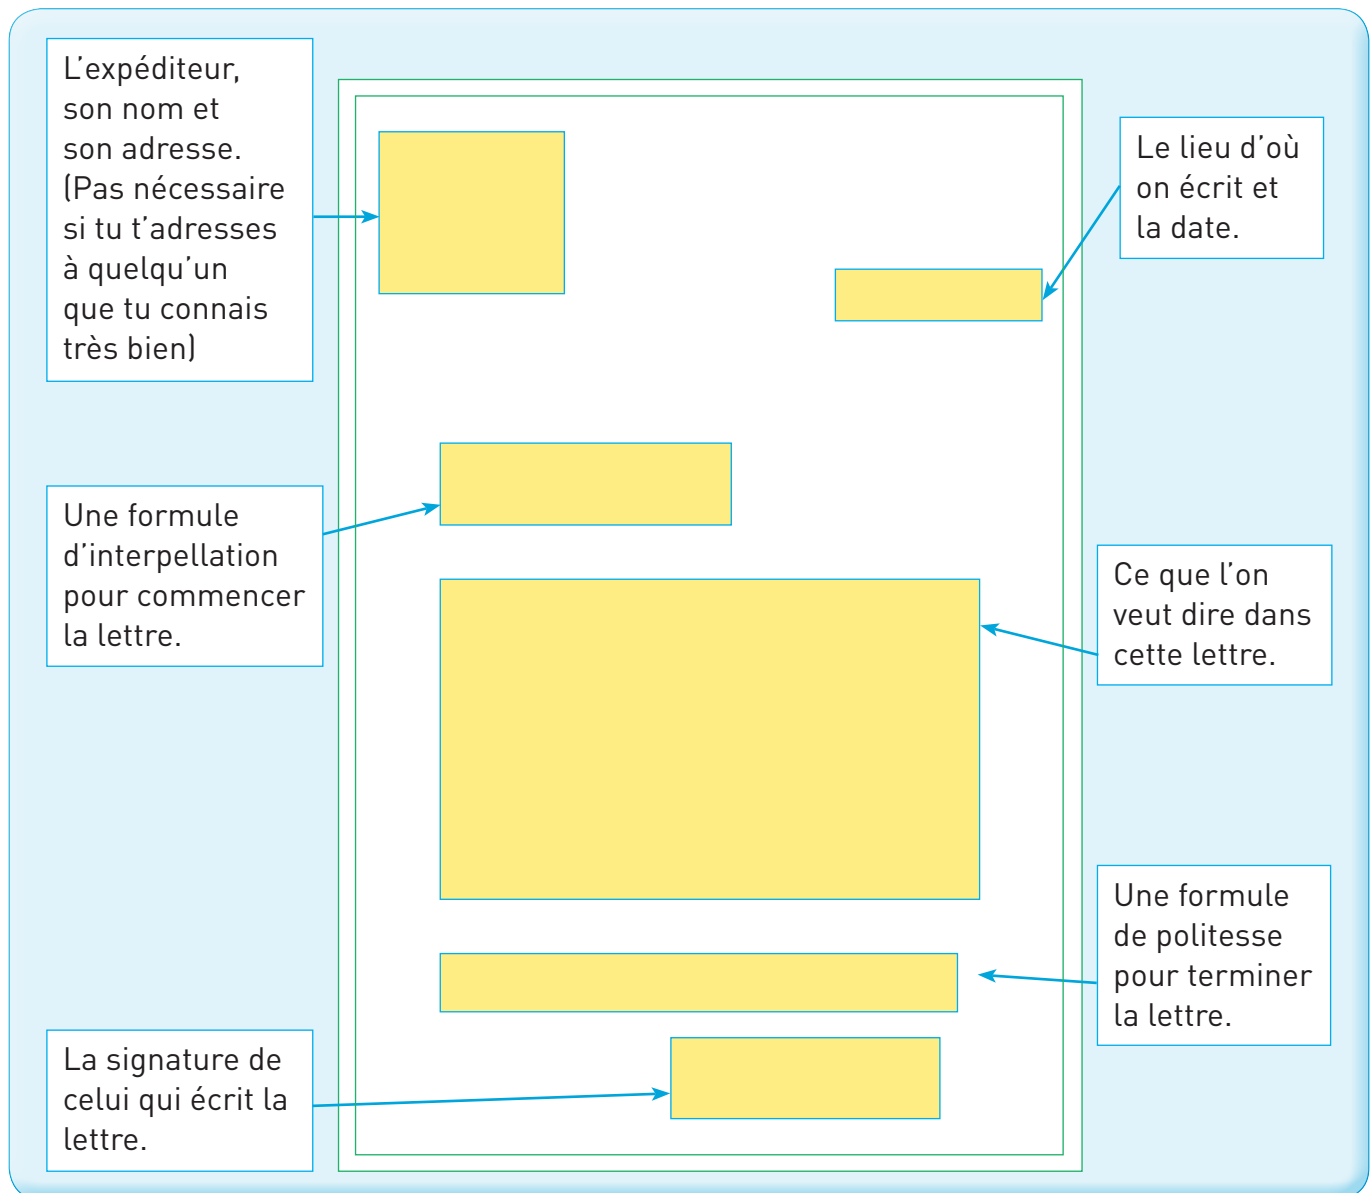 L'expéditeur,
son nom et
son adresse.
(Pas nécessaire
si tu t'adresses
à quelqu'un
que tu connais
très bien)
Le lieu d'où
on écrit et
la date.
Une formule
d'interpellation
pour commencer
la lettre.
Ce que l'on
veut dire dans
cette lettre.
Une formule
de politesse
pour terminer
la lettre.
La signature de
celui qui écrit la
lettre.